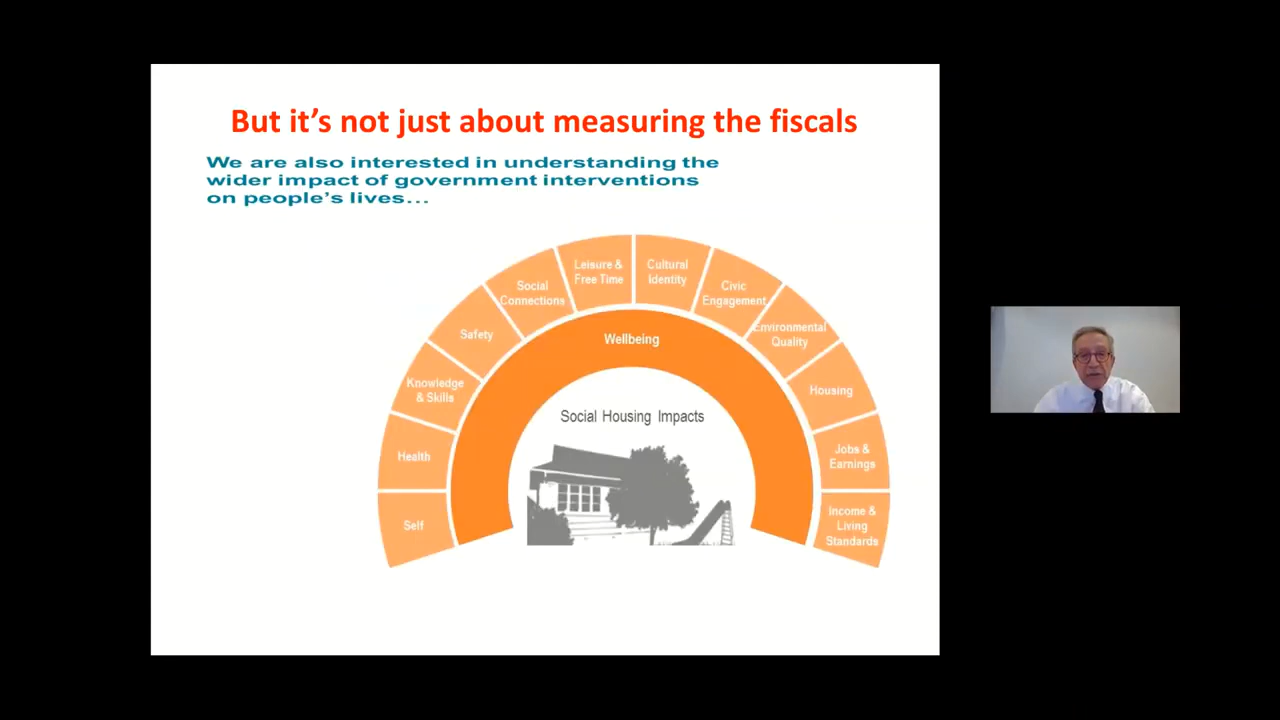 But it's not just about measuring the fiscals
We are also interested in understanding the
wider impact of government interventions
on people's lives...
Leisure &
Free Time
Cultural
Identity
Social
Connections
Civic
Engagement
Safety
Environmental
Quality
Wellbeing
Knowledge
& Skills
Housing
Social Housing Impacts
Health
Jobs &
Earnings
Self
Income &
Living
Standards